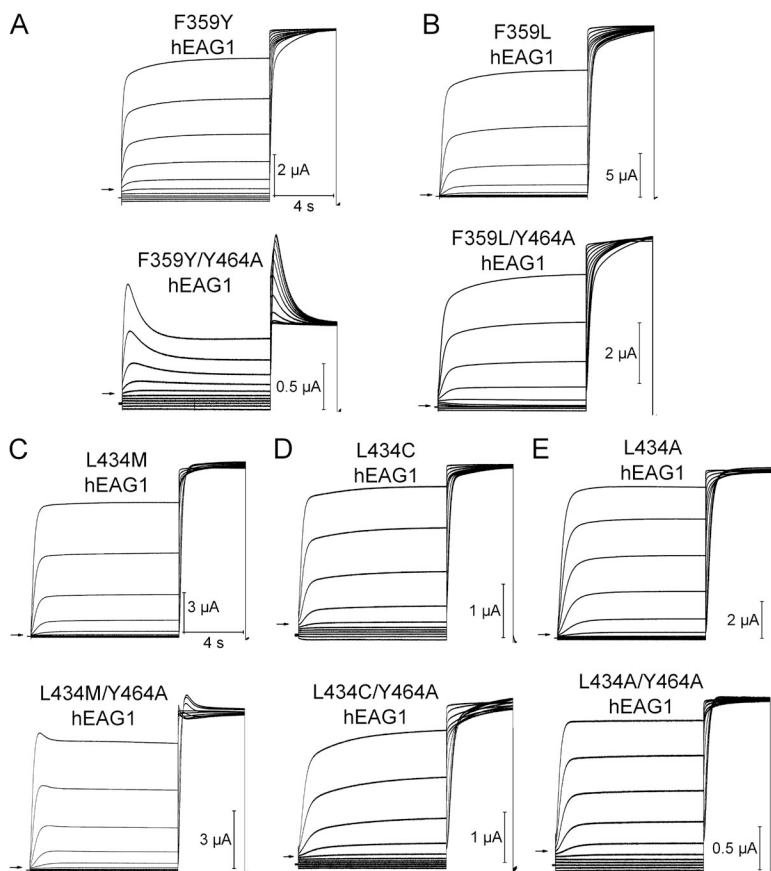 A
F359Y
hEAG1
2 µA
4 s
F359Y/Y464A
hEAG1
0.5 µA
B
F359L
hEAG1
5 µA
F359L/Y464A
hEAG1
2 µA
C
L434M
hEAG1
3 µA
4 s
L434M/Y464A
hEAG1
3 µA
D
L434C
hEAG1
1 µA
L434C/Y464A
hEAG1
1 µA
E
L434A
hEAG1
2 µA
L434A/Y464A
hEAG1
0.5 µA